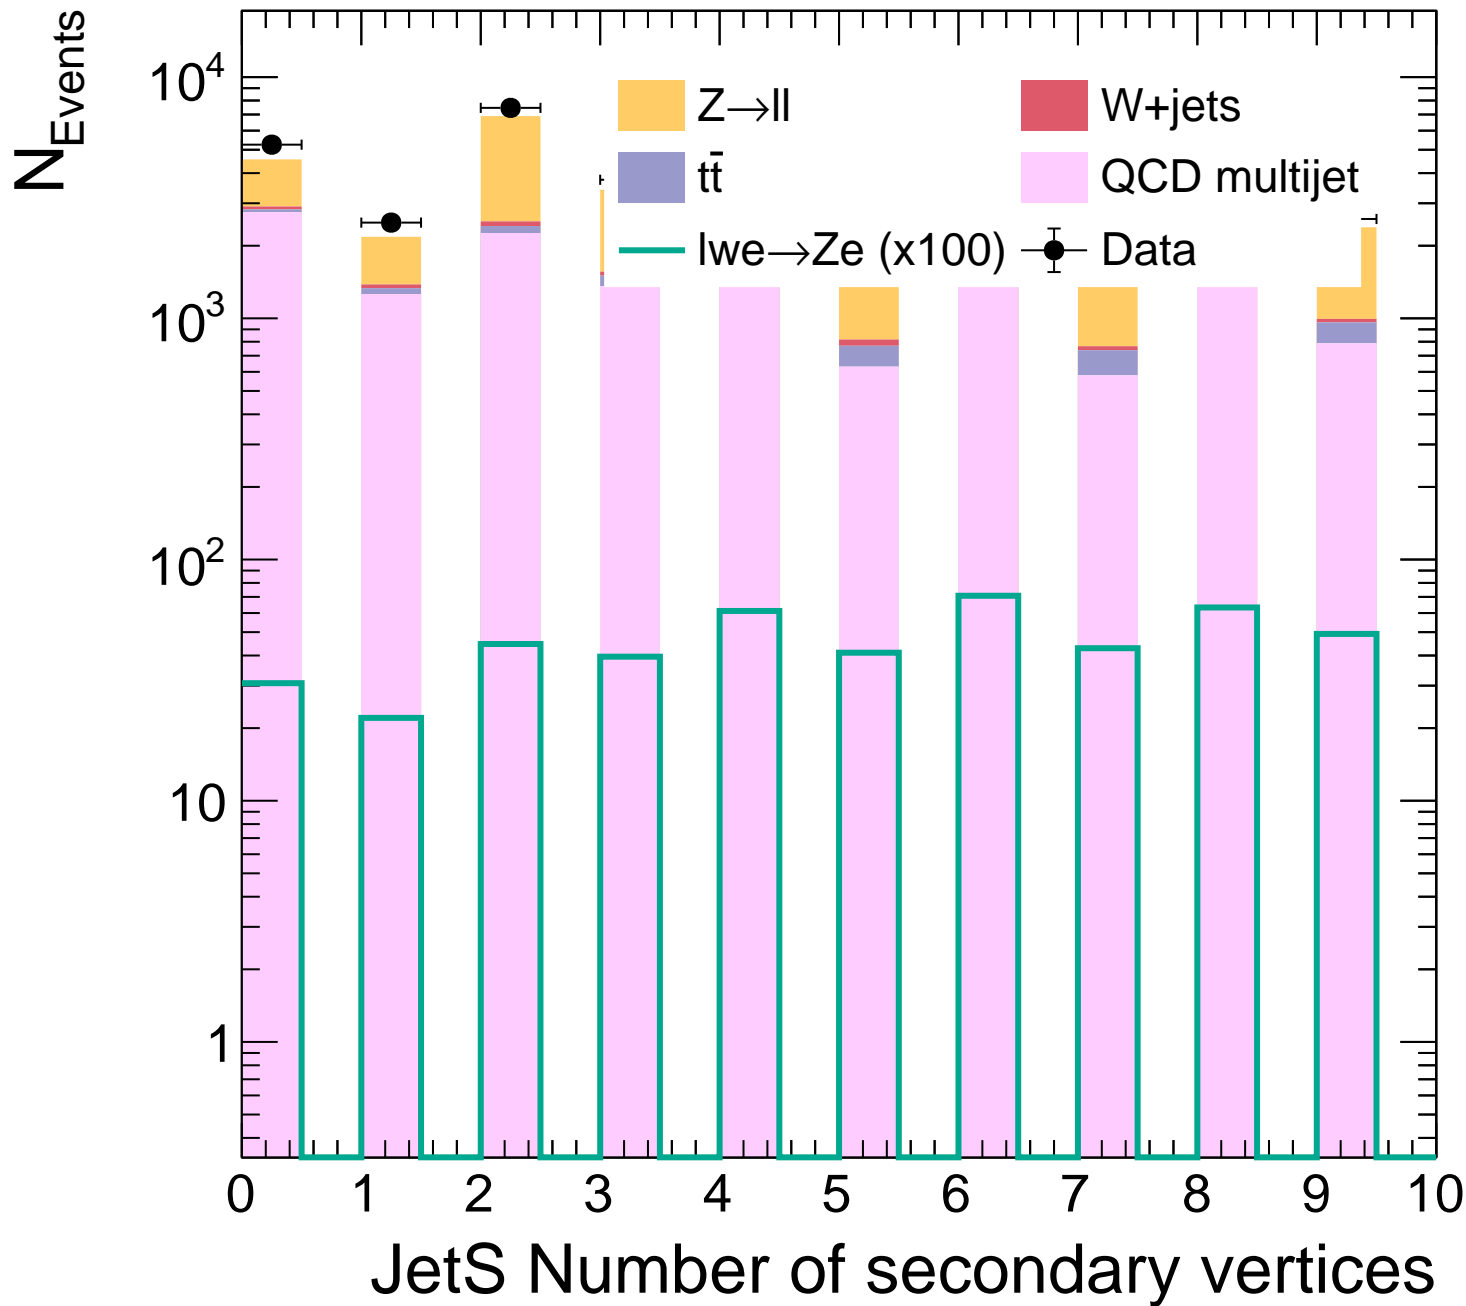 N_Events
10^4
10^3
10^2
10
1
Z→ll
W+jets
tt̄
QCD multijet
lwe→Ze (x100)
Data
0 1 2 3 4 5 6 7 8 9 10
JetS Number of secondary vertices